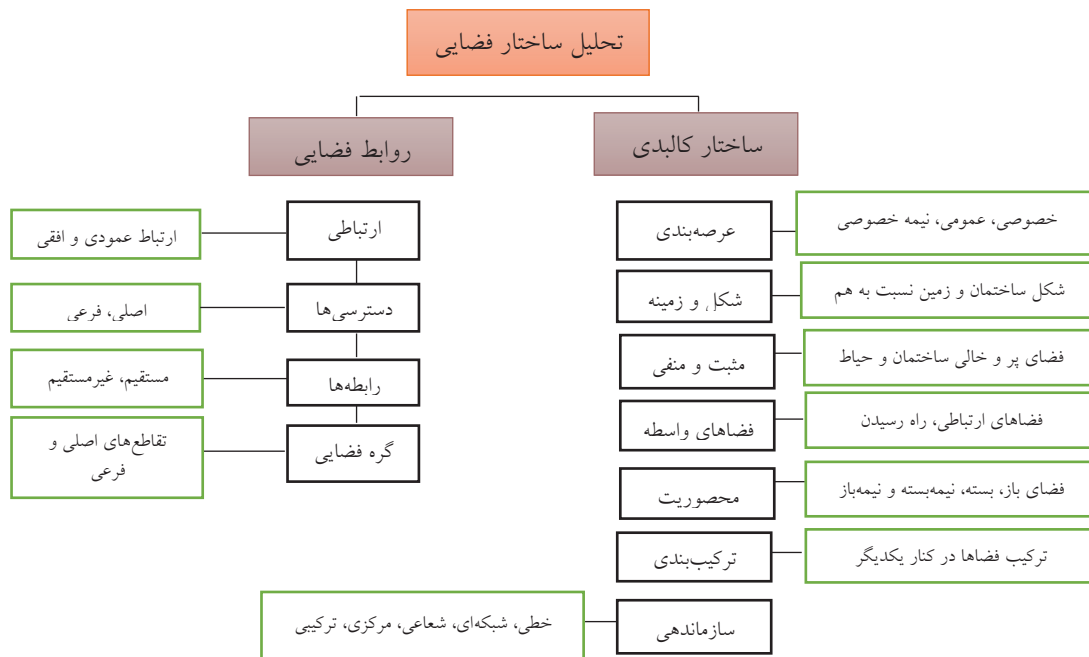 تحلیل ساختار فضایی
ساختار کالبدی
روابط فضایی
عرصه‌بندی
خصوصی، عمومی، نیمه خصوصی
شکل و زمینه
شکل ساختمان و زمین نسبت به هم
مثبت و منفی
فضای پر و خالی ساختمان و حیاط
فضاهای واسطه
فضاهای ارتباطی، راه رسیدن
محصوریت
فضای باز، بسته، نیمه‌بسته و نیمه‌باز
ترکیب‌بندی
ترکیب فضاها در کنار یکدیگر
سازماندهی
خطی، شبکه‌ای، شعاعی، مرکزی، ترکیبی
ارتباطی
ارتباط عمودی و افقی
دسترسی‌ها
اصلی، فرعی
رابطه‌ها
مستقیم، غیرمستقیم
گره فضایی
تقاطع‌های اصلی و
فرعی